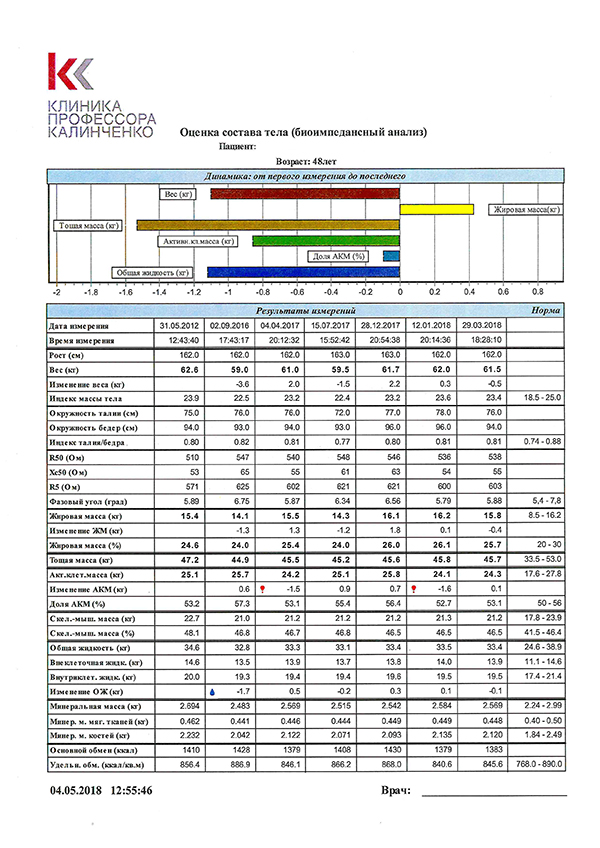 КЛИНИКА
ПРОФЕССОРА
КАЛИНЧЕНКО
Оценка состава тела (биоимпедансный анализ)
Пациент:
Возраст: 48лет
Динамика: от первого измерения до последнего
Вес (кг)
Жировая масса(кг)
Тощая масса (кг)
Активн.кл.масса (кг)
Доля АКМ (%)
Общая жидкость (кг)
-2 -1.8 -1.6 -1.4 -1.2 -1 -0.8 -0.6 -0.4 -0.2 0 0.2 0.4 0.6 0.8
Результаты измерений Норма
Дата измерения 31.05.2012 02.09.2016 04.04.2017 15.07.2017 28.12.2017 12.01.2018 29.03.2018
Время измерения 12:43:40 17:43:17 20:12:32 15:52:42 20:54:38 20:14:36 18:28:10
Рост (см) 162.0 162.0 162.0 163.0 163.0 162.0 162.0
Вес (кг) 62.6 59.0 61.0 59.5 61.7 62.0 61.5
Изменение веса (кг) -3.6 2.0 -1.5 2.2 0.3 -0.5
Индекс массы тела 23.9 22.5 23.2 22.4 23.2 23.6 23.4 18.5 - 25.0
Окружность талии (см) 75.0 76.0 76.0 72.0 77.0 78.0 76.0
Окружность бедер (см) 94.0 93.0 94.0 93.0 96.0 96.0 94.0
Индекс талия/бедра 0.80 0.82 0.81 0.77 0.80 0.81 0.81 0.74 - 0.88
R50 (Ом) 510 547 540 548 546 536 538
Xc50 (Ом) 53 65 55 61 63 54 55
R5 (Ом) 571 625 602 621 621 600 603
Фазовый угол (град) 5.89 6.75 5.87 6.34 6.56 5.79 5.88 5,4 - 7,8
Жировая масса (кг) 15.4 14.1 15.5 14.3 16.1 16.2 15.8 8.5 - 16.2
Изменение ЖМ (кг) -1.3 1.3 -1.2 1.8 0.1 -0.4
Жировая масса (%) 24.6 24.0 25.4 24.0 26.0 26.1 25.7 20 - 30
Тощая масса (кг) 47.2 44.9 45.5 45.2 45.6 45.8 45.7 33.5 - 53.0
Акт.клет.масса (кг) 25.1 25.7 24.2 25.1 25.8 24.1 24.3 17.6 - 27.8
Изменение АКМ (кг) 0.6 -1.5 0.9 0.7 -1.6 0.1
Доля АКМ (%) 53.2 57.3 53.1 55.4 56.4 52.7 53.1 50 - 56
Скел.-мыш. масса (кг) 22.7 21.0 21.2 21.2 21.2 21.3 21.2 17.8 - 23.9
Скел.-мыш. масса (%) 48.1 46.8 46.7 46.8 46.5 46.5 46.5 41.5 - 46.4
Общая жидкость (кг) 34.6 32.8 33.3 33.1 33.4 33.5 33.4 24.6 - 38.9
Внеклеточная жидк. (кг) 14.6 13.5 13.9 13.7 13.8 14.0 13.9 11.1 - 14.6
Внутриклет. жидк. (кг) 20.0 19.3 19.4 19.4 19.6 19.5 19.5 17.4 - 21.4
Изменение ОЖ (кг) -1.7 0.5 -0.2 0.3 0.1 -0.1
Минеральная масса (кг) 2.694 2.483 2.569 2.515 2.542 2.584 2.569 2.24 - 2.99
Минер. м. мяг. тканей (кг) 0.462 0.441 0.446 0.444 0.449 0.449 0.448 0.40 - 0.50
Минер. м. костей (кг) 2.232 2.042 2.122 2.071 2.093 2.135 2.120 1.84 - 2.49
Основной обмен (ккал) 1410 1428 1379 1408 1430 1379 1383
Удельн. обм. (ккал/кв.м) 856.4 886.9 846.1 866.2 868.0 840.6 845.6 768.0 - 890.0
04.05.2018 12:55:46 Врач: